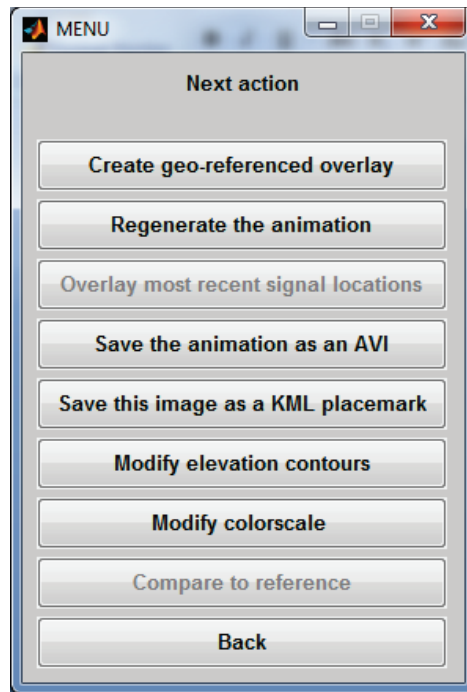 MENU
Next action
Create geo-referenced overlay
Regenerate the animation
Overlay most recent signal locations
Save the animation as an AVI
Save this image as a KML placemark
Modify elevation contours
Modify colorscale
Compare to reference
Back